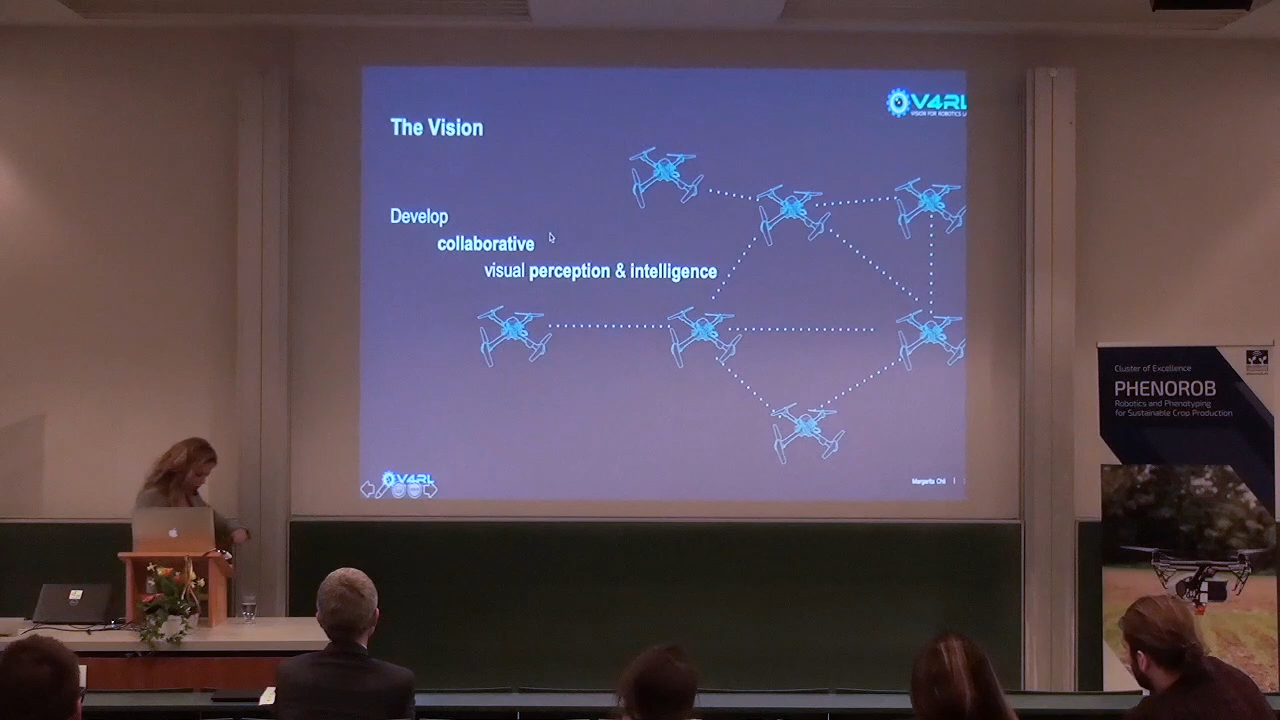 The Vision
V4RL
VISION FOR ROBOTICS LA
Develop
collaborative
visual perception & intelligence
V4RL
Margarita Chli
Cluster of Excellence
PHENOROB
Robotics and Phenotyping
for Sustainable Crop Production